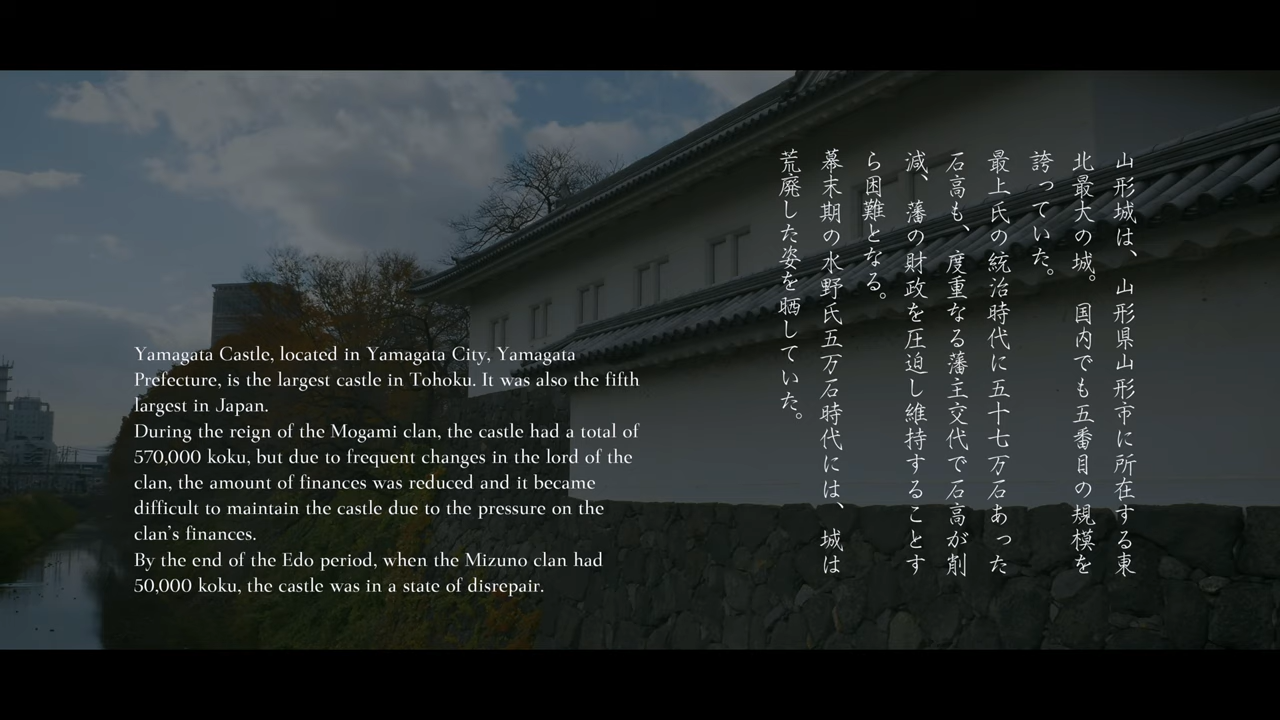 Yamagata Castle, located in Yamagata City, Yamagata
Prefecture, is the largest castle in Tohoku. It was also the fifth
largest in Japan.
During the reign of the Mogami clan, the castle had a total of
570,000 koku, but due to frequent changes in the lord of the
clan, the amount of finances was reduced and it became
difficult to maintain the castle due to the pressure on the
clan's finances.
By the end of the Edo period, when the Mizuno clan had
50,000 koku, the castle was in a state of disrepair.
山形城は、山形県山形市に所在する東
北最大の城。国内でも五番目の規模を
誇っていた。
最上氏の統治時代に五十七万石あった
石高も、度重なる藩主交代で石高が削
減、藩の財政を圧迫し維持することす
ら困難となる。
幕末期の水野氏五万石時代には、城は
荒廃した姿を晒していた。